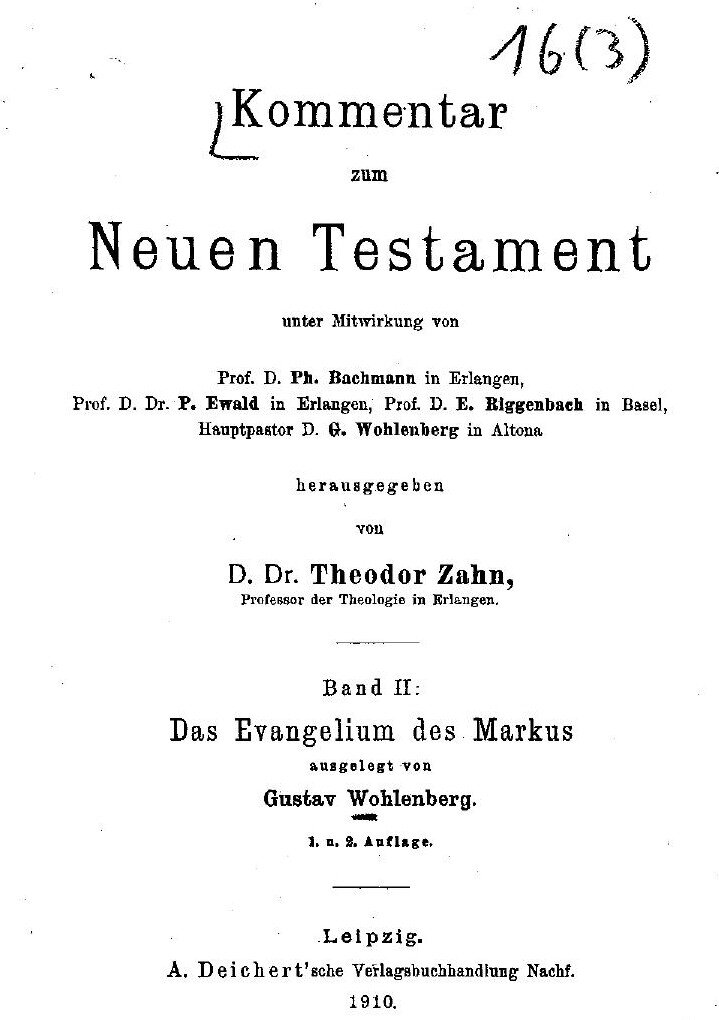 16(3)
Kommentar
zum
Neuen Testament
unter Mitwirkung von
Prof. D. Ph. Bachmann in Erlangen,
Prof. D. Dr. P. Ewald in Erlangen, Prof. D. E. Riggenbach in Basel,
Hauptpastor D. G. Wohlenberg in Altona
herausgegeben
von
D. Dr. Theodor Zahn,
Professor der Theologie in Erlangen.
Band II:
Das Evangelium des Markus
ausgelegt von
Gustav Wohlenberg.
1. u. 2. Auflage.
Leipzig.
A. Deichert'sche Verlagsbuchhandlung Nachf.
1910.